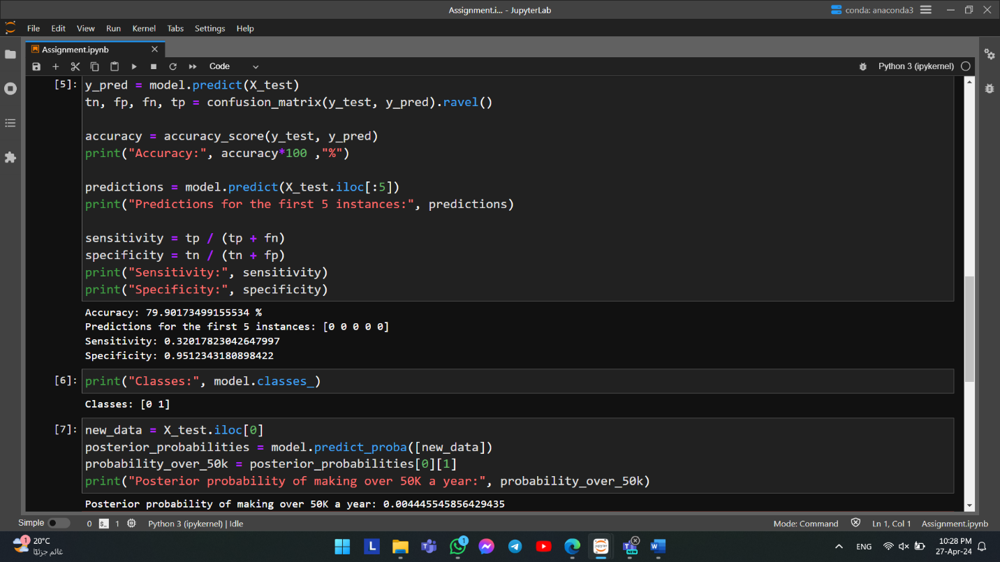 Assignment.i... - JupyterLab
conda: anaconda3
File Edit View Run Kernel Tabs Settings Help
Assignment.ipynb
Code
Python 3 (ipykernel)
[5]:
y_pred = model.predict(X_test)
tn, fp, fn, tp = confusion_matrix(y_test, y_pred).ravel()
accuracy = accuracy_score(y_test, y_pred)
print("Accuracy:", accuracy*100 ,"%")
predictions = model.predict(X_test.iloc[:5])
print("Predictions for the first 5 instances:", predictions)
sensitivity = tp / (tp + fn)
specificity = tn / (tn + fp)
print("Sensitivity:", sensitivity)
print("Specificity:", specificity)
Accuracy: 79.90173499155534 %
Predictions for the first 5 instances: [0 0 0 0 0]
Sensitivity: 0.32017823042647997
Specificity: 0.9512343180898422
[6]:
print("Classes:", model.classes_)
Classes: [0 1]
[7]:
new_data = X_test.iloc[0]
posterior_probabilities = model.predict_proba([new_data])
probability_over_50k = posterior_probabilities[0][1]
print("Posterior probability of making over 50K a year:", probability_over_50k)
Posterior probability of making over 50K a year: 0.004445545856429435
Simple 0 $_ 1 Python 3 (ipykernel) | Idle
Mode: Command Ln 1, Col 1 Assignment.ipynb
1
20°C
غائم جزئيًا
L
T
1
T
NEW
W
ENG
10:28 PM
27-Apr-24